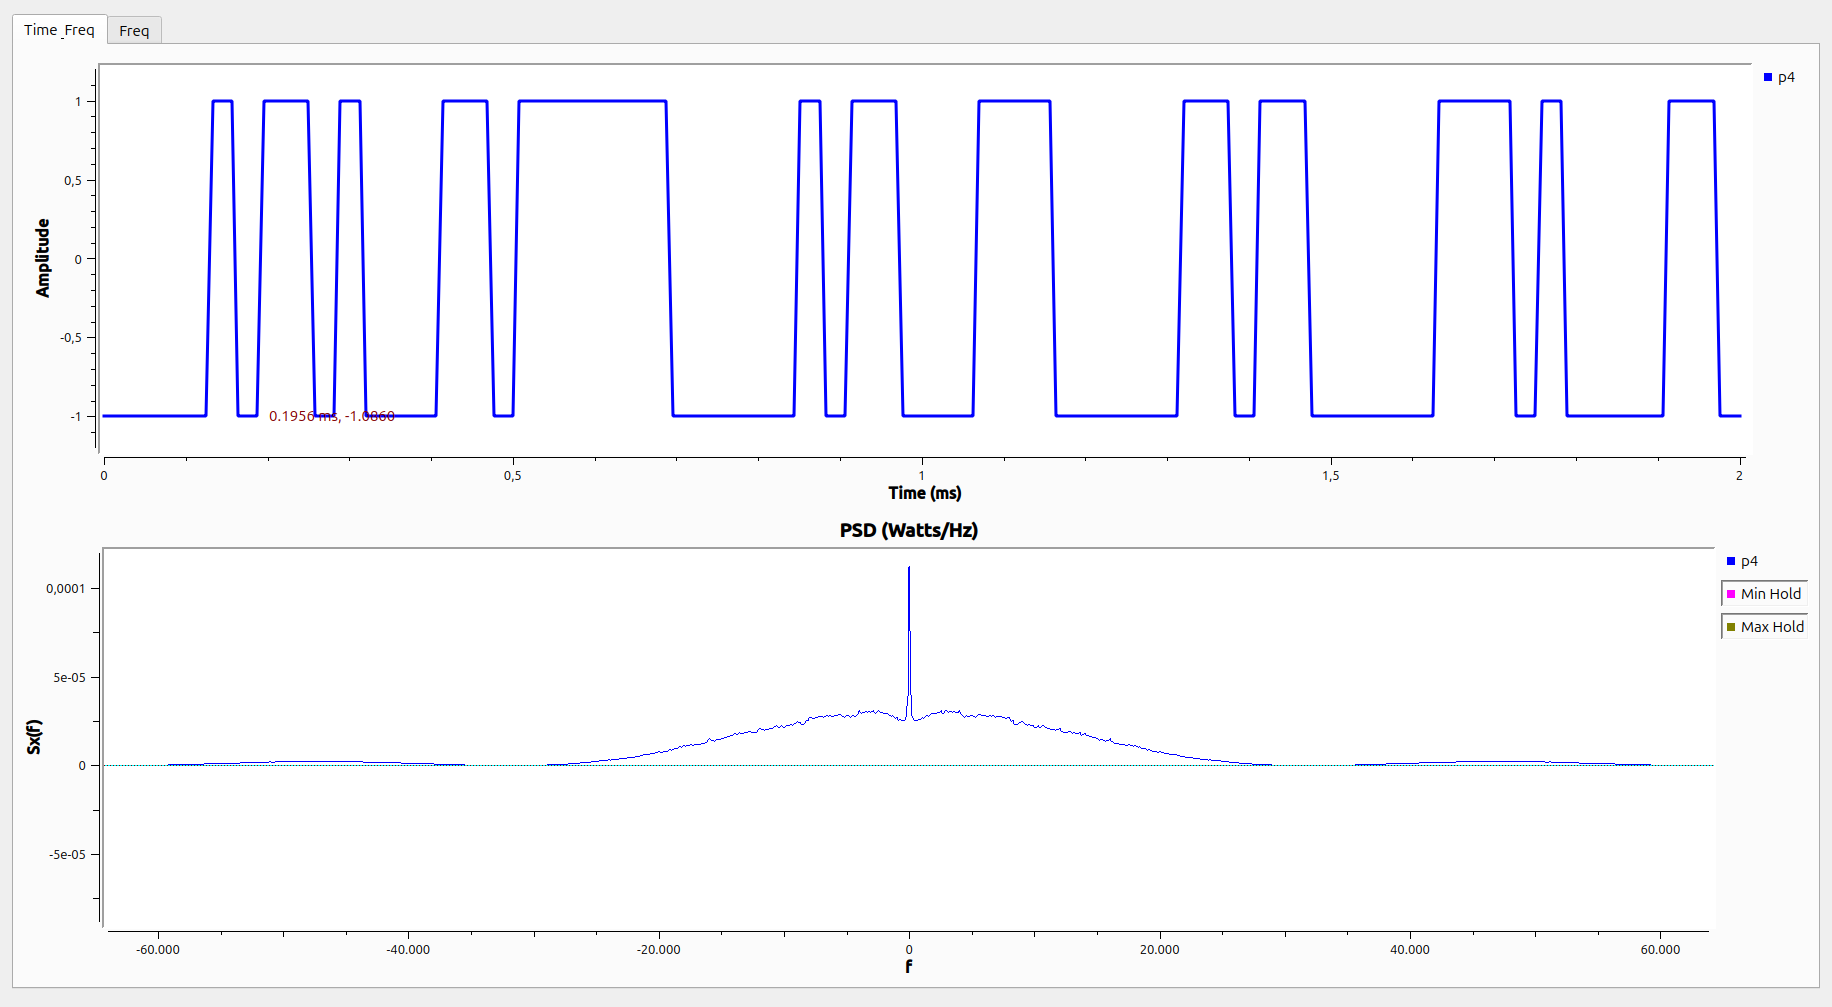 Time_Freq
Freq
p4
1
0,5
0
-0,5
-1
Amplitude
0.1956 ms, -1.0860
0
0,5
1
1,5
2
Time (ms)
PSD (Watts/Hz)
p4
Min Hold
Max Hold
0,0001
5e-05
0
-5e-05
Sx(f)
-60.000
-40.000
-20.000
0
20.000
40.000
60.000
f